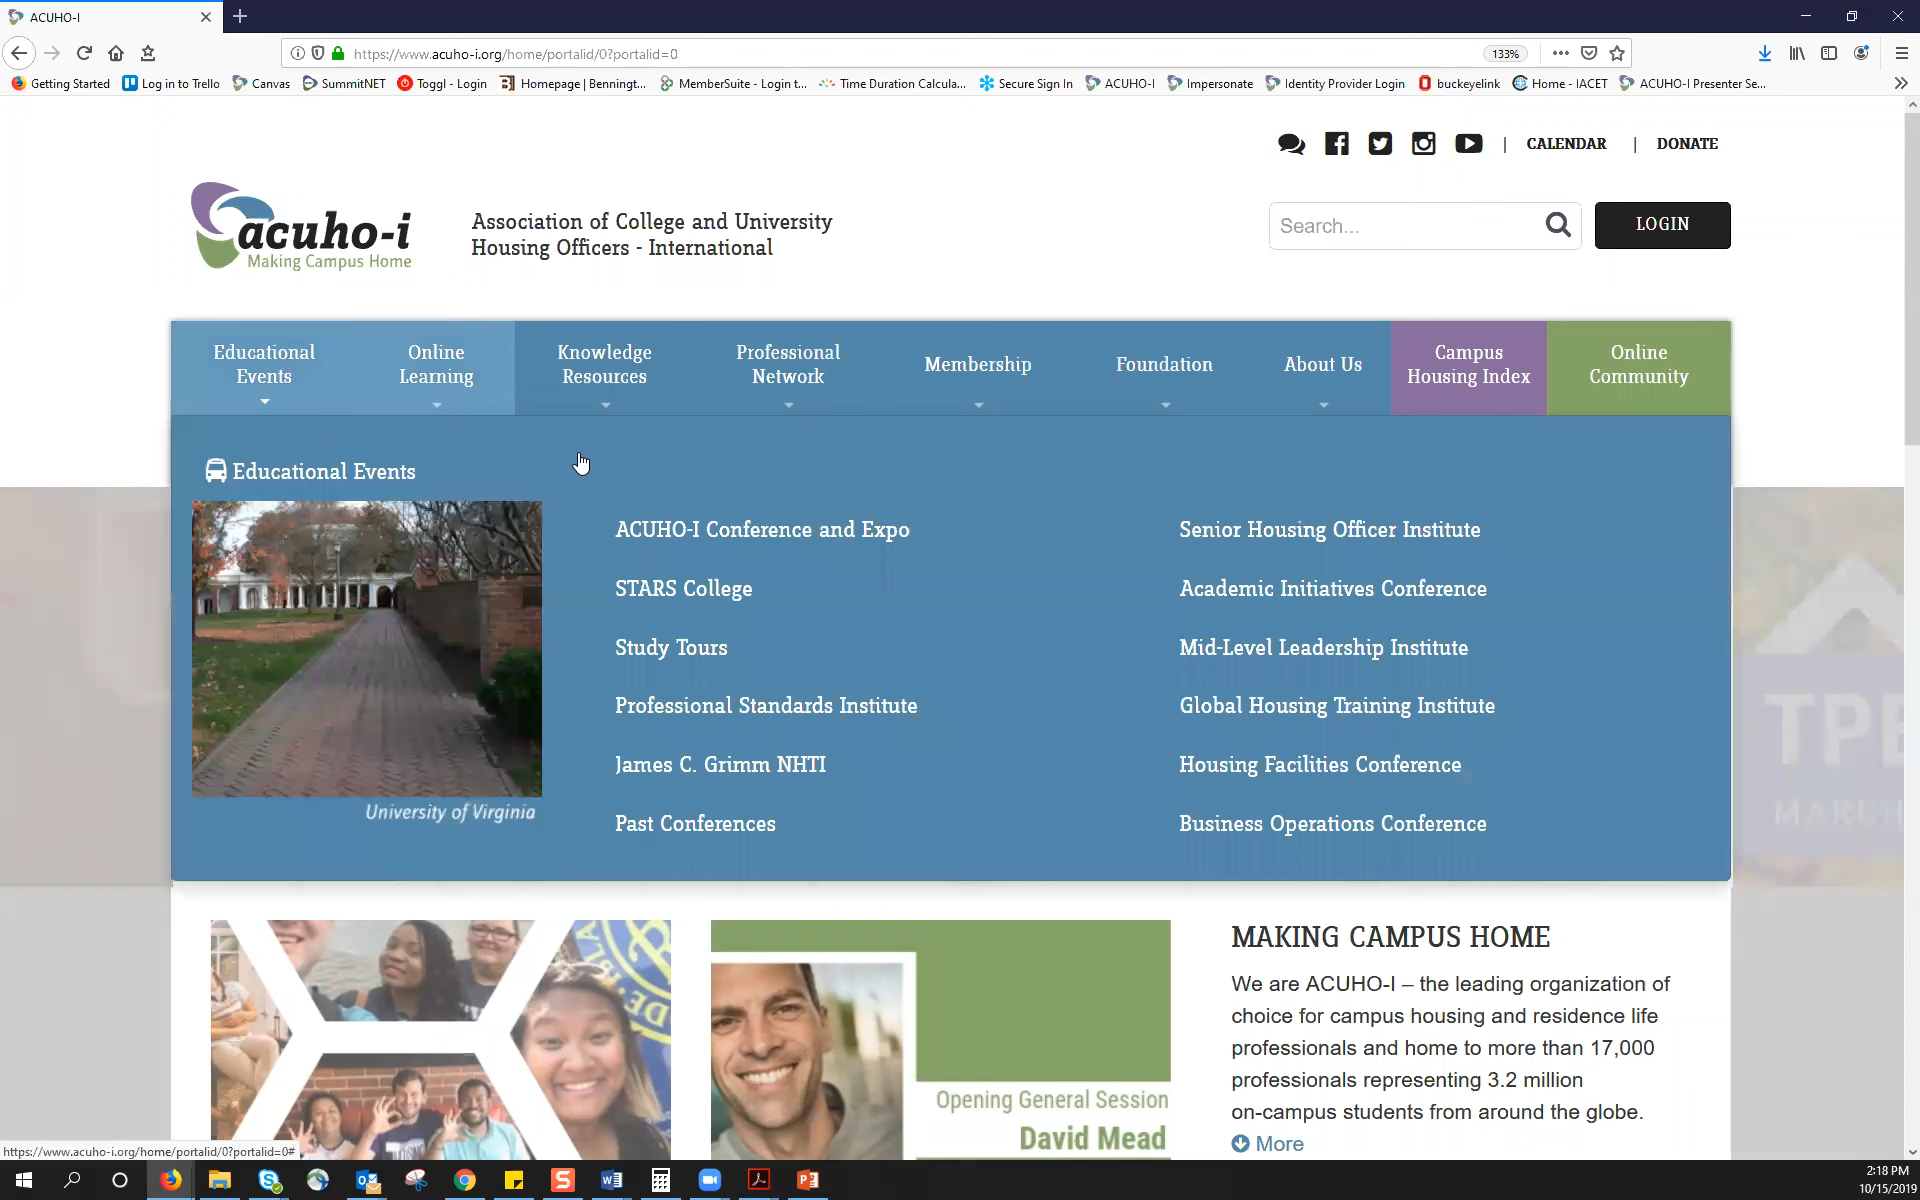 ACUHO-I
https://www.acuho-i.org/home/portalid/0?portalid=0
133%
Getting Started
Log in to Trello
Canvas
SummitNET
Toggl - Login
Homepage | Benningt...
MemberSuite - Login t...
Time Duration Calcula...
Secure Sign In
ACUHO-I
Impersonate
Identity Provider Login
buckeyelink
Home - IACET
ACUHO-I Presenter Se...
| CALENDAR | DONATE
acuho-i
Making Campus Home
Association of College and University
Housing Officers - International
Search...
LOGIN
Educational
Events
Online
Learning
Knowledge
Resources
Professional
Network
Membership
Foundation
About Us
Campus
Housing Index
Online
Community
Educational Events
University of Virginia
ACUHO-I Conference and Expo
STARS College
Study Tours
Professional Standards Institute
James C. Grimm NHTI
Past Conferences
Senior Housing Officer Institute
Academic Initiatives Conference
Mid-Level Leadership Institute
Global Housing Training Institute
Housing Facilities Conference
Business Operations Conference
MARCH
Opening General Session
David Mead
MAKING CAMPUS HOME
We are ACUHO-I – the leading organization of
choice for campus housing and residence life
professionals and home to more than 17,000
professionals representing 3.2 million
on-campus students from around the globe.
More
https://www.acuho-i.org/home/portalid/0?portalid=0#
2:18 PM
10/15/2019